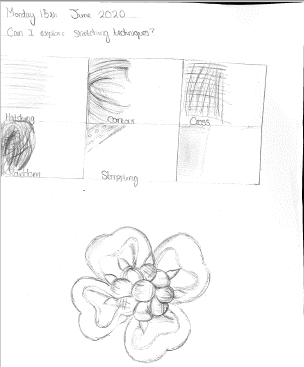 Monday 15th June 2020
Can I explore sketching techniques?
Hatching
Contour
Cross
Random
Stippling